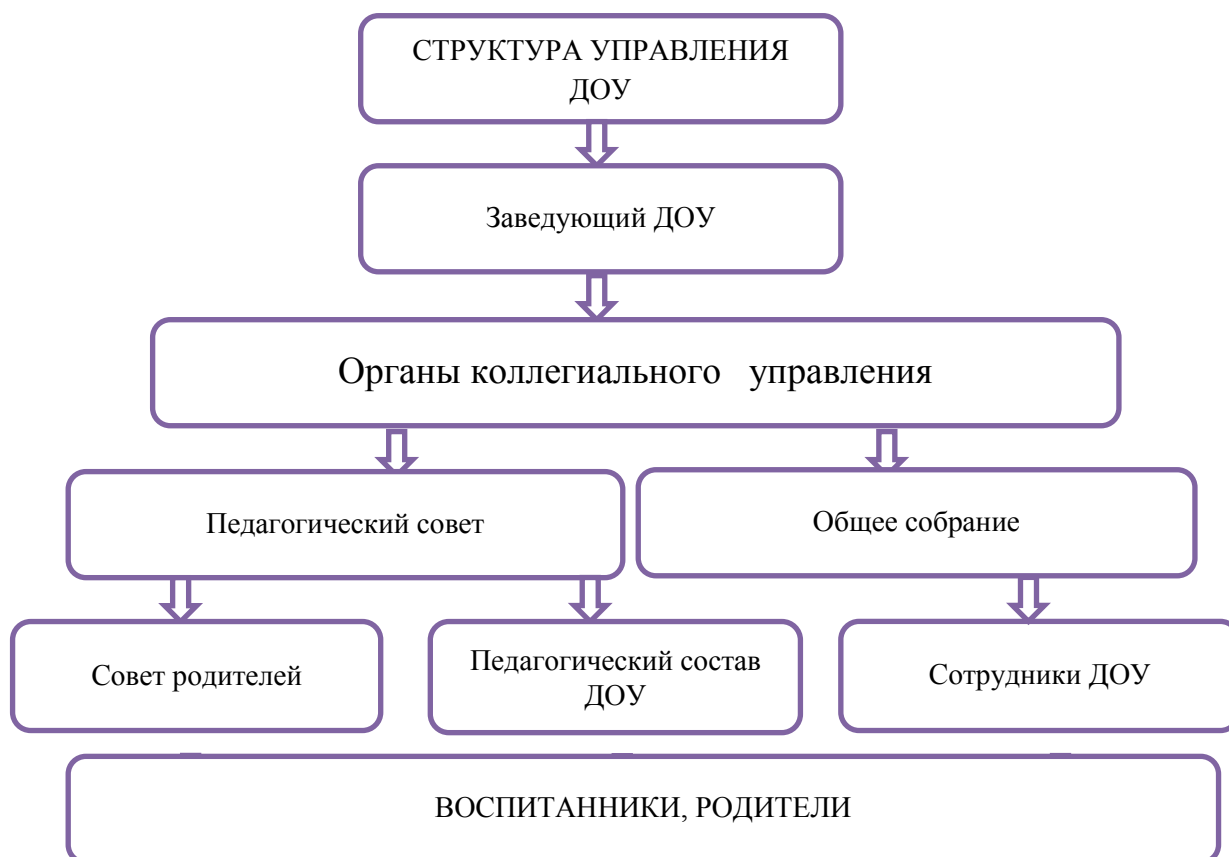 СТРУКТУРА УПРАВЛЕНИЯ
ДОУ
Заведующий ДОУ
Органы коллегиального управления
Педагогический совет
Общее собрание
Совет родителей
Педагогический состав
ДОУ
Сотрудники ДОУ
ВОСПИТАННИКИ, РОДИТЕЛИ